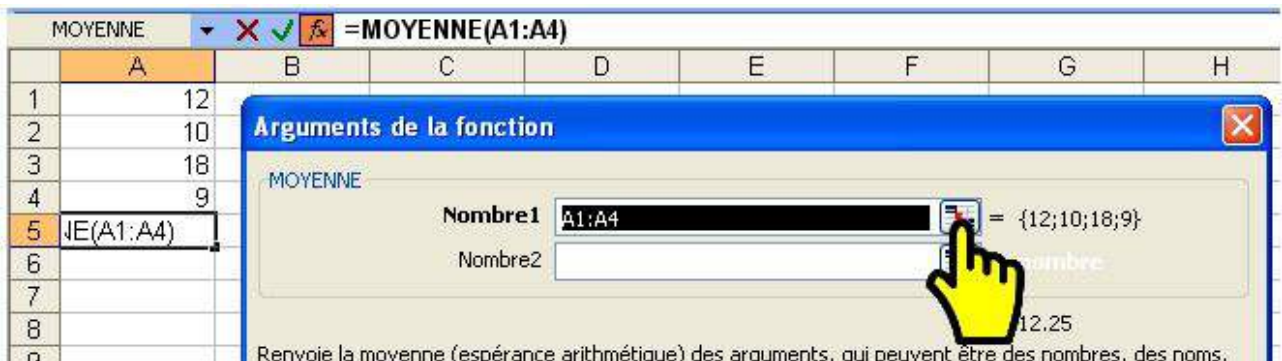 MOYENNE =MOYENNE(A1:A4)
A B C D E F G H
1 12
2 10
3 18
4 9
5 NE(A1:A4)
6
7
8
9
Arguments de la fonction
MOYENNE
Nombre1 A1:A4 = {12;10;18;9}
Nombre2 nombre
12.25
Renvoie la moyenne (espérance arithmétique) des arguments, qui peuvent être des nombres, des noms,